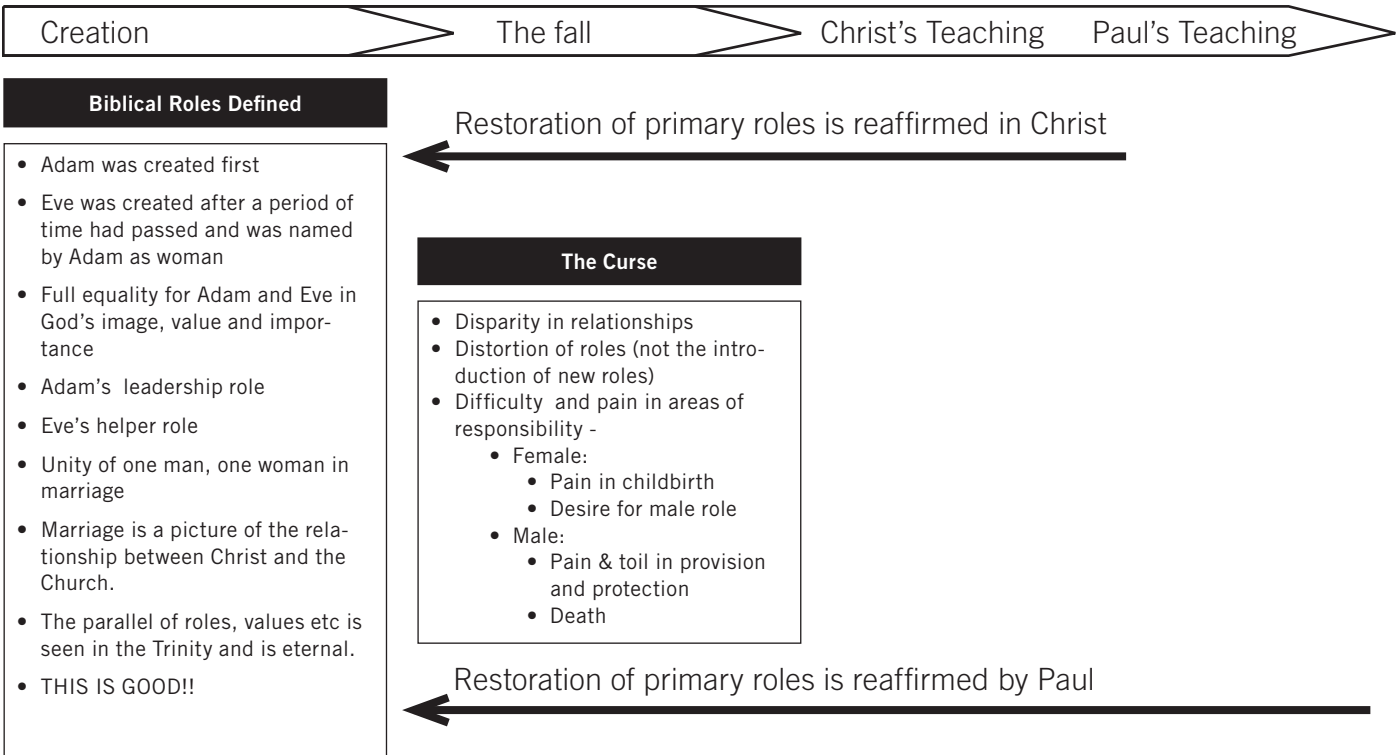 Creation
The fall
Christ's Teaching
Paul's Teaching
Biblical Roles Defined
• Adam was created first
• Eve was created after a period of
time had passed and was named
by Adam as woman
• Full equality for Adam and Eve in
God's image, value and impor-
tance
• Adam's  leadership role
• Eve's helper role
• Unity of one man, one woman in
marriage
• Marriage is a picture of the rela-
tionship between Christ and the
Church.
• The parallel of roles, values etc is
seen in the Trinity and is eternal.
• THIS IS GOOD!!
Restoration of primary roles is reaffirmed in Christ
The Curse
• Disparity in relationships
• Distortion of roles (not the intro-
duction of new roles)
• Difficulty  and pain in areas of
responsibility -
• Female:
• Pain in childbirth
• Desire for male role
• Male:
• Pain & toil in provision
and protection
• Death
Restoration of primary roles is reaffirmed by Paul